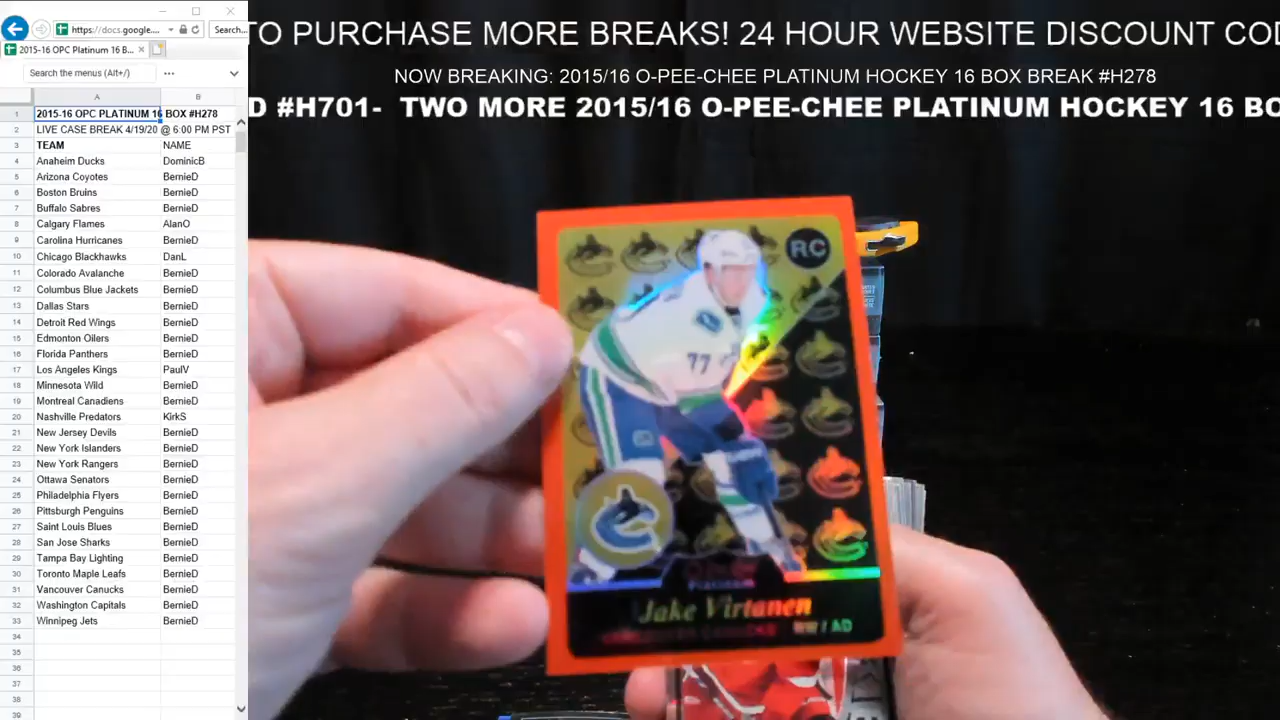 https://docs.google....
Search...
2015-16 OPC Platinum 16 B...
Search the menus (Alt+/)
A B
1 2015-16 OPC PLATINUM 16 BOX #H278
2 LIVE CASE BREAK 4/19/20 @ 6:00 PM PST
3 TEAM NAME
4 Anaheim Ducks DominicB
5 Arizona Coyotes BernieD
6 Boston Bruins BernieD
7 Buffalo Sabres BernieD
8 Calgary Flames AlanO
9 Carolina Hurricanes BernieD
10 Chicago Blackhawks DanL
11 Colorado Avalanche BernieD
12 Columbus Blue Jackets BernieD
13 Dallas Stars BernieD
14 Detroit Red Wings BernieD
15 Edmonton Oilers BernieD
16 Florida Panthers BernieD
17 Los Angeles Kings PaulV
18 Minnesota Wild BernieD
19 Montreal Canadiens BernieD
20 Nashville Predators KirkS
21 New Jersey Devils BernieD
22 New York Islanders BernieD
23 New York Rangers BernieD
24 Ottawa Senators BernieD
25 Philadelphia Flyers BernieD
26 Pittsburgh Penguins BernieD
27 Saint Louis Blues BernieD
28 San Jose Sharks BernieD
29 Tampa Bay Lighting BernieD
30 Toronto Maple Leafs BernieD
31 Vancouver Canucks BernieD
32 Washington Capitals BernieD
33 Winnipeg Jets BernieD
34
35
36
37
38
39
TO PURCHASE MORE BREAKS! 24 HOUR WEBSITE DISCOUNT COD
NOW BREAKING: 2015/16 O-PEE-CHEE PLATINUM HOCKEY 16 BOX BREAK #H278
D #H701- TWO MORE 2015/16 O-PEE-CHEE PLATINUM HOCKEY 16 BO
RC
77
Platinum
Jake Virtanen
VANCOUVER CANUCKS RW / AD